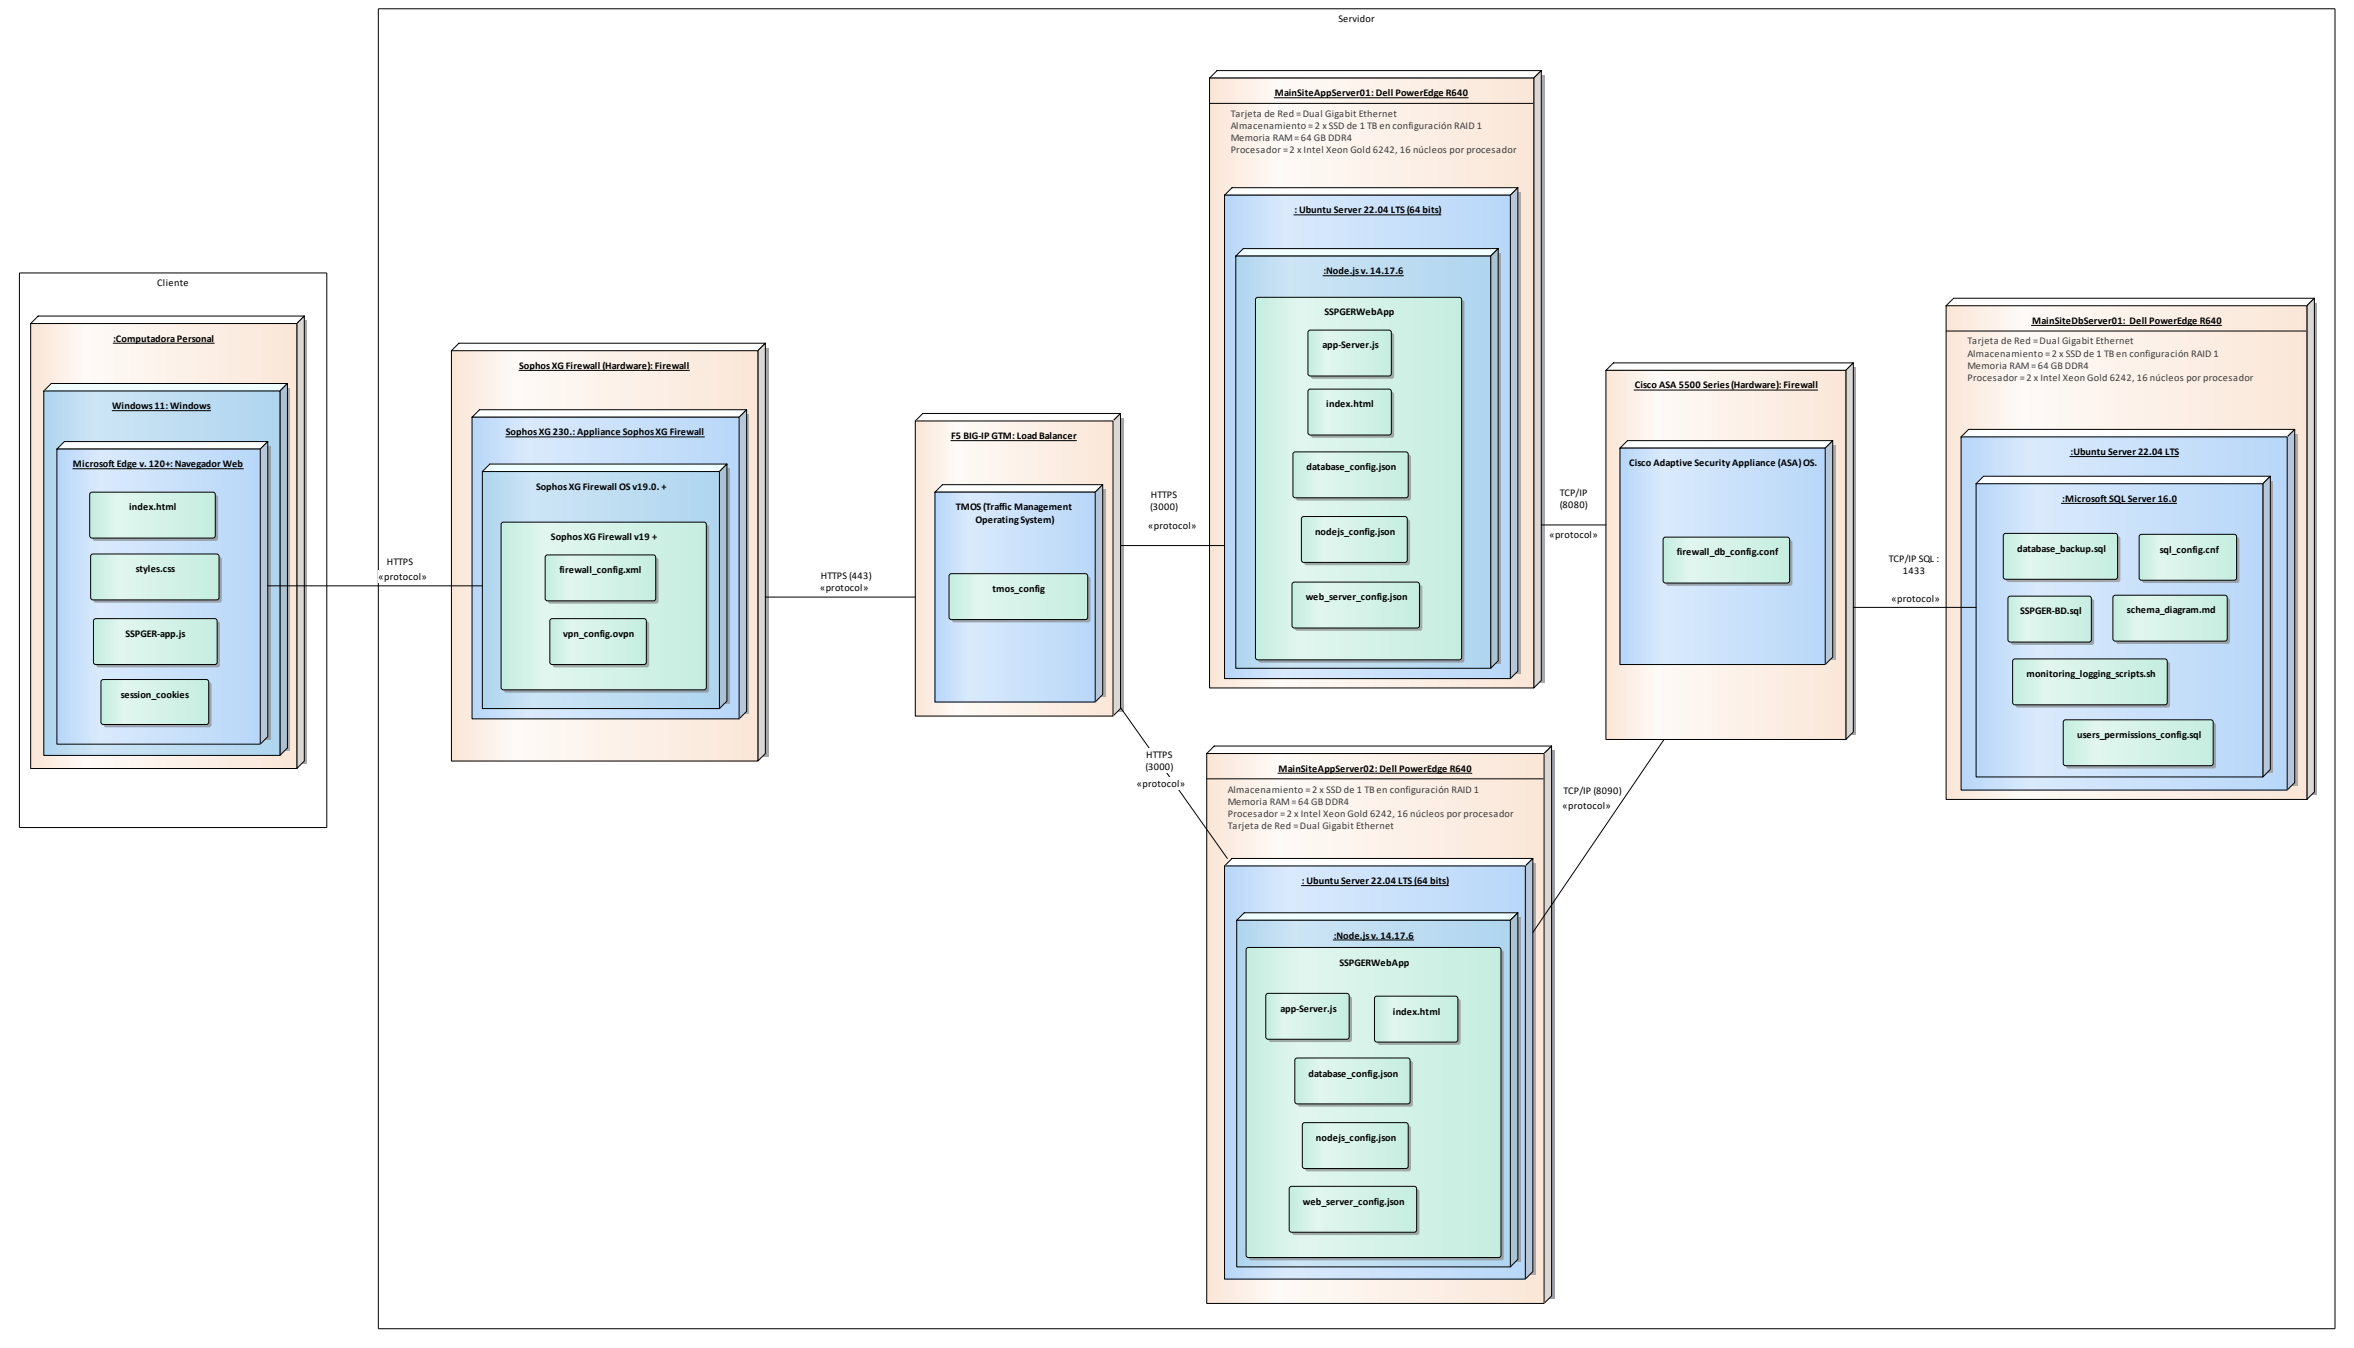 Servidor
Cliente
:Computadora Personal
Windows 11: Windows
Microsoft Edge v. 120+: Navegador Web
index.html
styles.css
SSPGER-app.js
session_cookies
HTTPS
«protocol»
Sophos XG Firewall (Hardware): Firewall
Sophos XG 230.: Appliance Sophos XG Firewall
Sophos XG Firewall OS v19.0. +
Sophos XG Firewall v19 +
firewall_config.xml
vpn_config.ovpn
HTTPS (443)
«protocol»
F5 BIG-IP GTM: Load Balancer
TMOS (Traffic Management
Operating System)
tmos_config
HTTPS
(3000)
«protocol»
HTTPS
(3000)
«protocol»
MainSiteAppServer01: Dell PowerEdge R640
Tarjeta de Red = Dual Gigabit Ethernet
Almacenamiento = 2 x SSD de 1 TB en configuración RAID 1
Memoria RAM = 64 GB DDR4
Procesador = 2 x Intel Xeon Gold 6242, 16 núcleos por procesador
: Ubuntu Server 22.04 LTS (64 bits)
:Node.js v. 14.17.6
SSPGERWebApp
app-Server.js
index.html
database_config.json
nodejs_config.json
web_server_config.json
MainSiteAppServer02: Dell PowerEdge R640
Almacenamiento = 2 x SSD de 1 TB en configuración RAID 1
Memoria RAM = 64 GB DDR4
Procesador = 2 x Intel Xeon Gold 6242, 16 núcleos por procesador
Tarjeta de Red = Dual Gigabit Ethernet
: Ubuntu Server 22.04 LTS (64 bits)
:Node.js v. 14.17.6
SSPGERWebApp
app-Server.js
index.html
database_config.json
nodejs_config.json
web_server_config.json
TCP/IP
(8080)
«protocol»
TCP/IP (8090)
«protocol»
Cisco ASA 5500 Series (Hardware): Firewall
Cisco Adaptive Security Appliance (ASA) OS.
firewall_db_config.conf
TCP/IP SQL :
1433
«protocol»
MainSiteDbServer01:  Dell PowerEdge R640
Tarjeta de Red = Dual Gigabit Ethernet
Almacenamiento = 2 x SSD de 1 TB en configuración RAID 1
Memoria RAM = 64 GB DDR4
Procesador = 2 x Intel Xeon Gold 6242, 16 núcleos por procesador
:Ubuntu Server 22.04 LTS
:Microsoft SQL Server 16.0
database_backup.sql
sql_config.cnf
SSPGER-BD.sql
schema_diagram.md
monitoring_logging_scripts.sh
users_permissions_config.sql